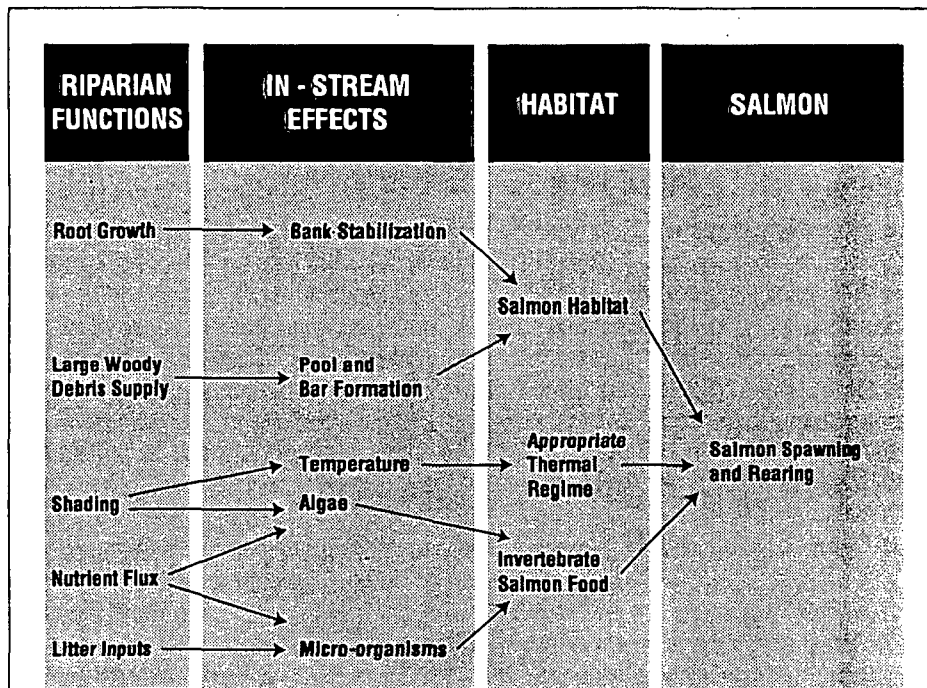 RIPARIAN
FUNCTIONS
IN - STREAM
EFFECTS
HABITAT
SALMON
Root Growth
Bank Stabilization
Salmon Habitat
Large Woody
Debris Supply
Pool and
Bar Formation
Temperature
Appropriate
Thermal
Regime
Salmon Spawning
and Rearing
Shading
Algae
Invertebrate
Salmon Food
Nutrient Flux
Litter Inputs
Micro-organisms